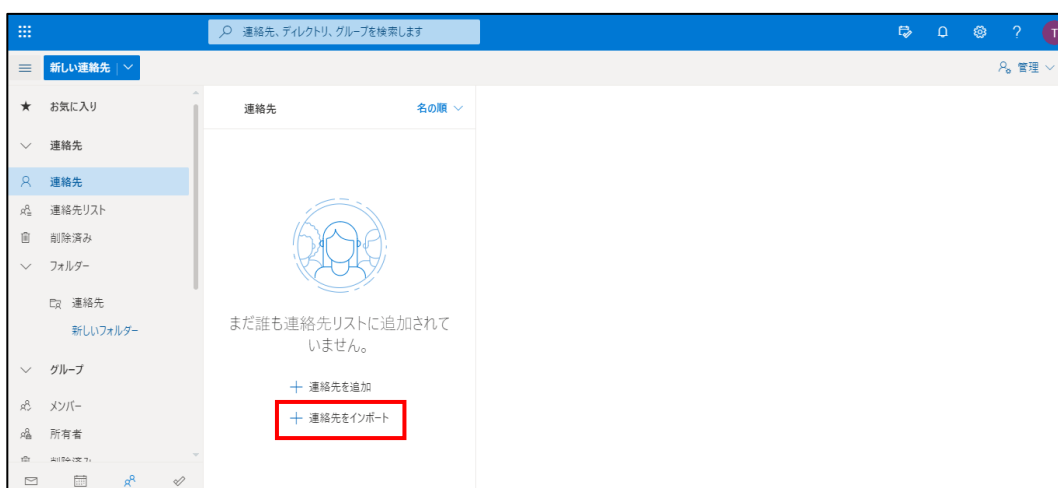 連絡先、ディレクトリ、グループを検索します
?
T
新しい連絡先
管理
お気に入り
連絡先
連絡先
連絡先リスト
削除済み
フォルダー
連絡先
新しいフォルダー
グループ
メンバー
所有者
削除済み
連絡先
名の順
まだ誰も連絡先リストに追加されて
いません。
連絡先を追加
連絡先をインポート